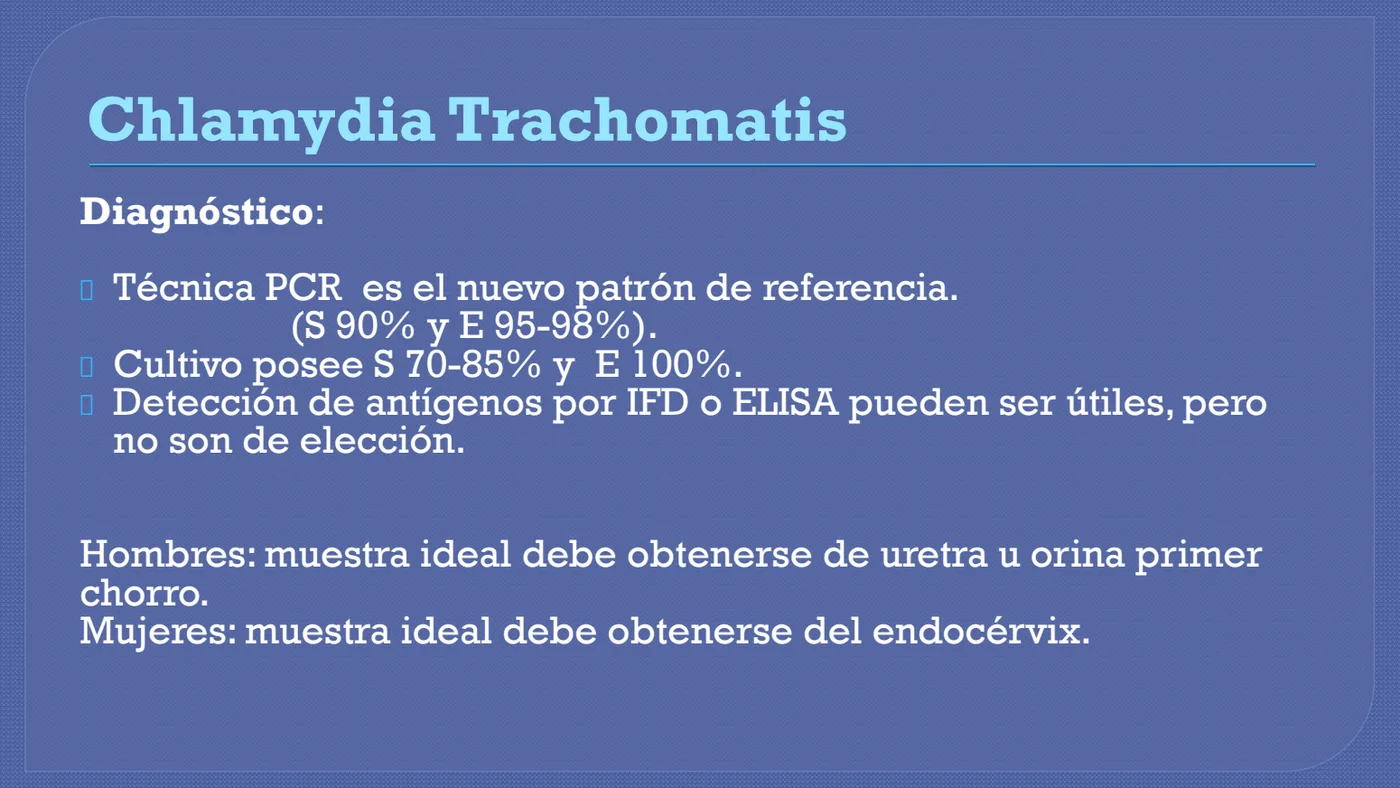 Chlamydia Trachomatis
Diagnóstico:
Técnica PCR  es el nuevo patrón de referencia.
(S 90% y E 95-98%).
Cultivo posee S 70-85% y  E 100%.
Detección de antígenos por IFD o ELISA pueden ser útiles, pero
no son de elección.
Hombres: muestra ideal debe obtenerse de uretra u orina primer
chorro.
Mujeres: muestra ideal debe obtenerse del endocérvix.